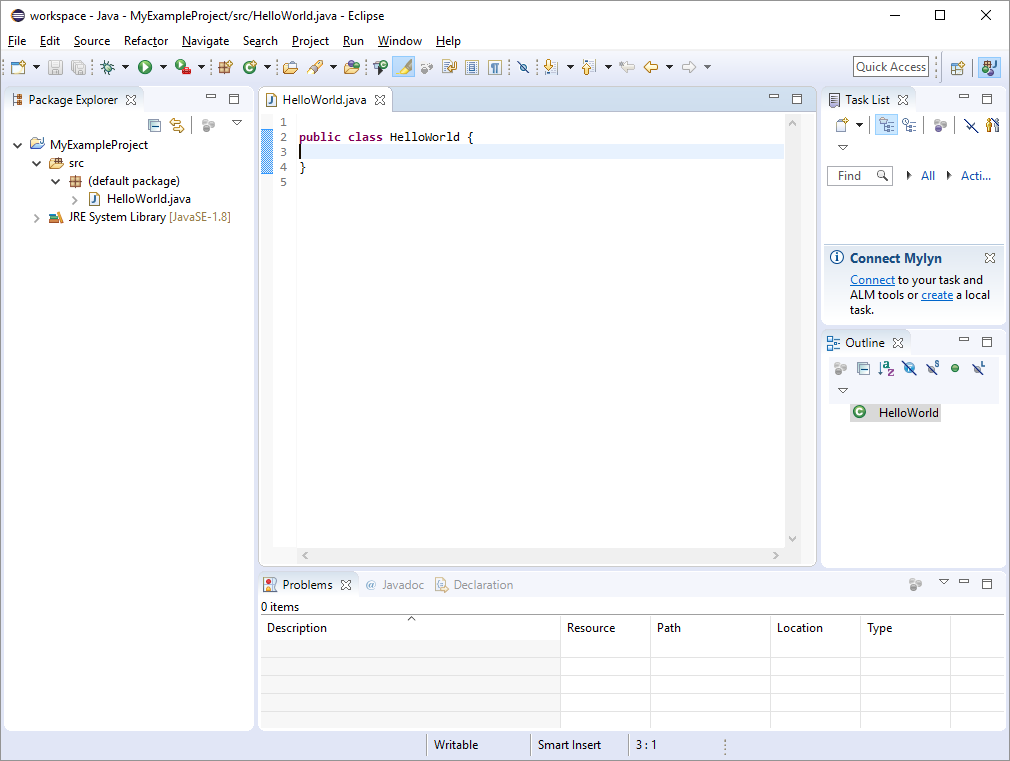 workspace - Java - MyExampleProject/src/HelloWorld.java - Eclipse
File Edit Source Refactor Navigate Search Project Run Window Help
Quick Access
Package Explorer
MyExampleProject
src
(default package)
HelloWorld.java
JRE System Library [JavaSE-1.8]
HelloWorld.java
1
2 public class HelloWorld {
3
4 }
5
Task List
Find All Acti...
Connect Mylyn
Connect to your task and
ALM tools or create a local
task.
Outline
HelloWorld
Problems @ Javadoc Declaration
0 items
Description Resource Path Location Type
Writable Smart Insert 3 : 1